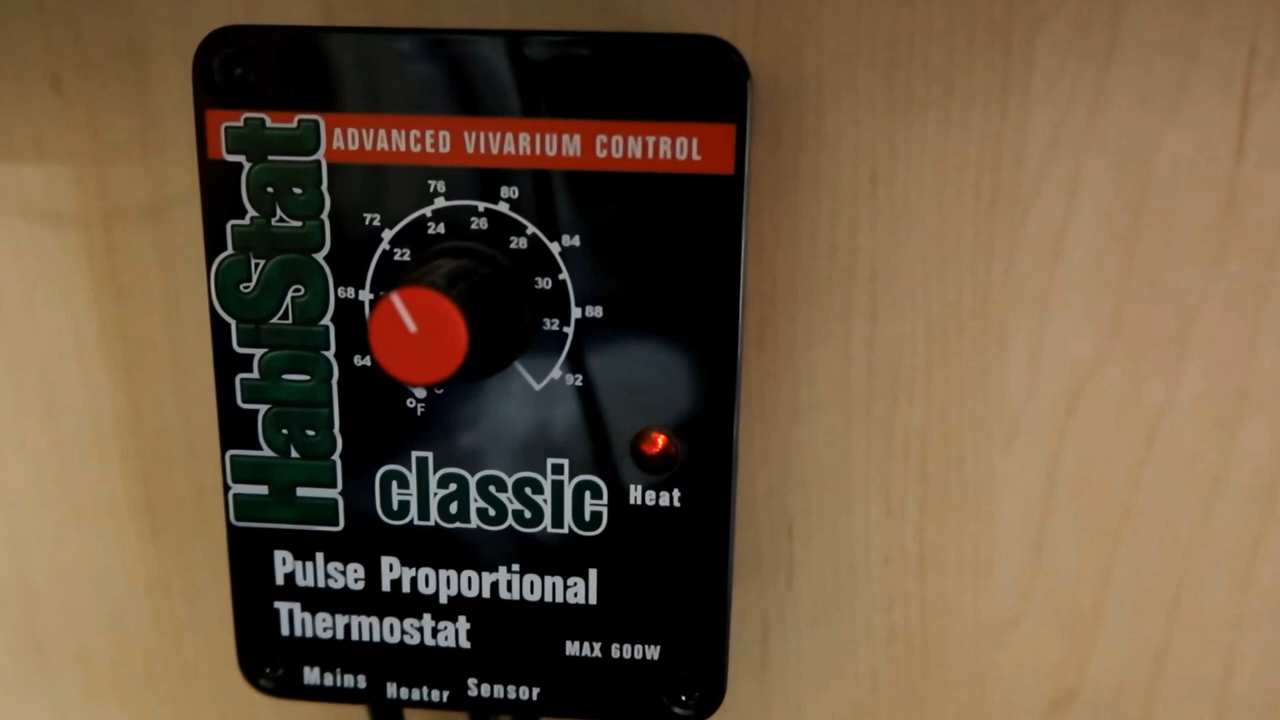 HabiStat
ADVANCED VIVARIUM CONTROL
76 80
72 24 26 84
22 28
68 30 88
32
64 92
°F
classic
Heat
Pulse Proportional
Thermostat
MAX 600W
Mains Heater Sensor